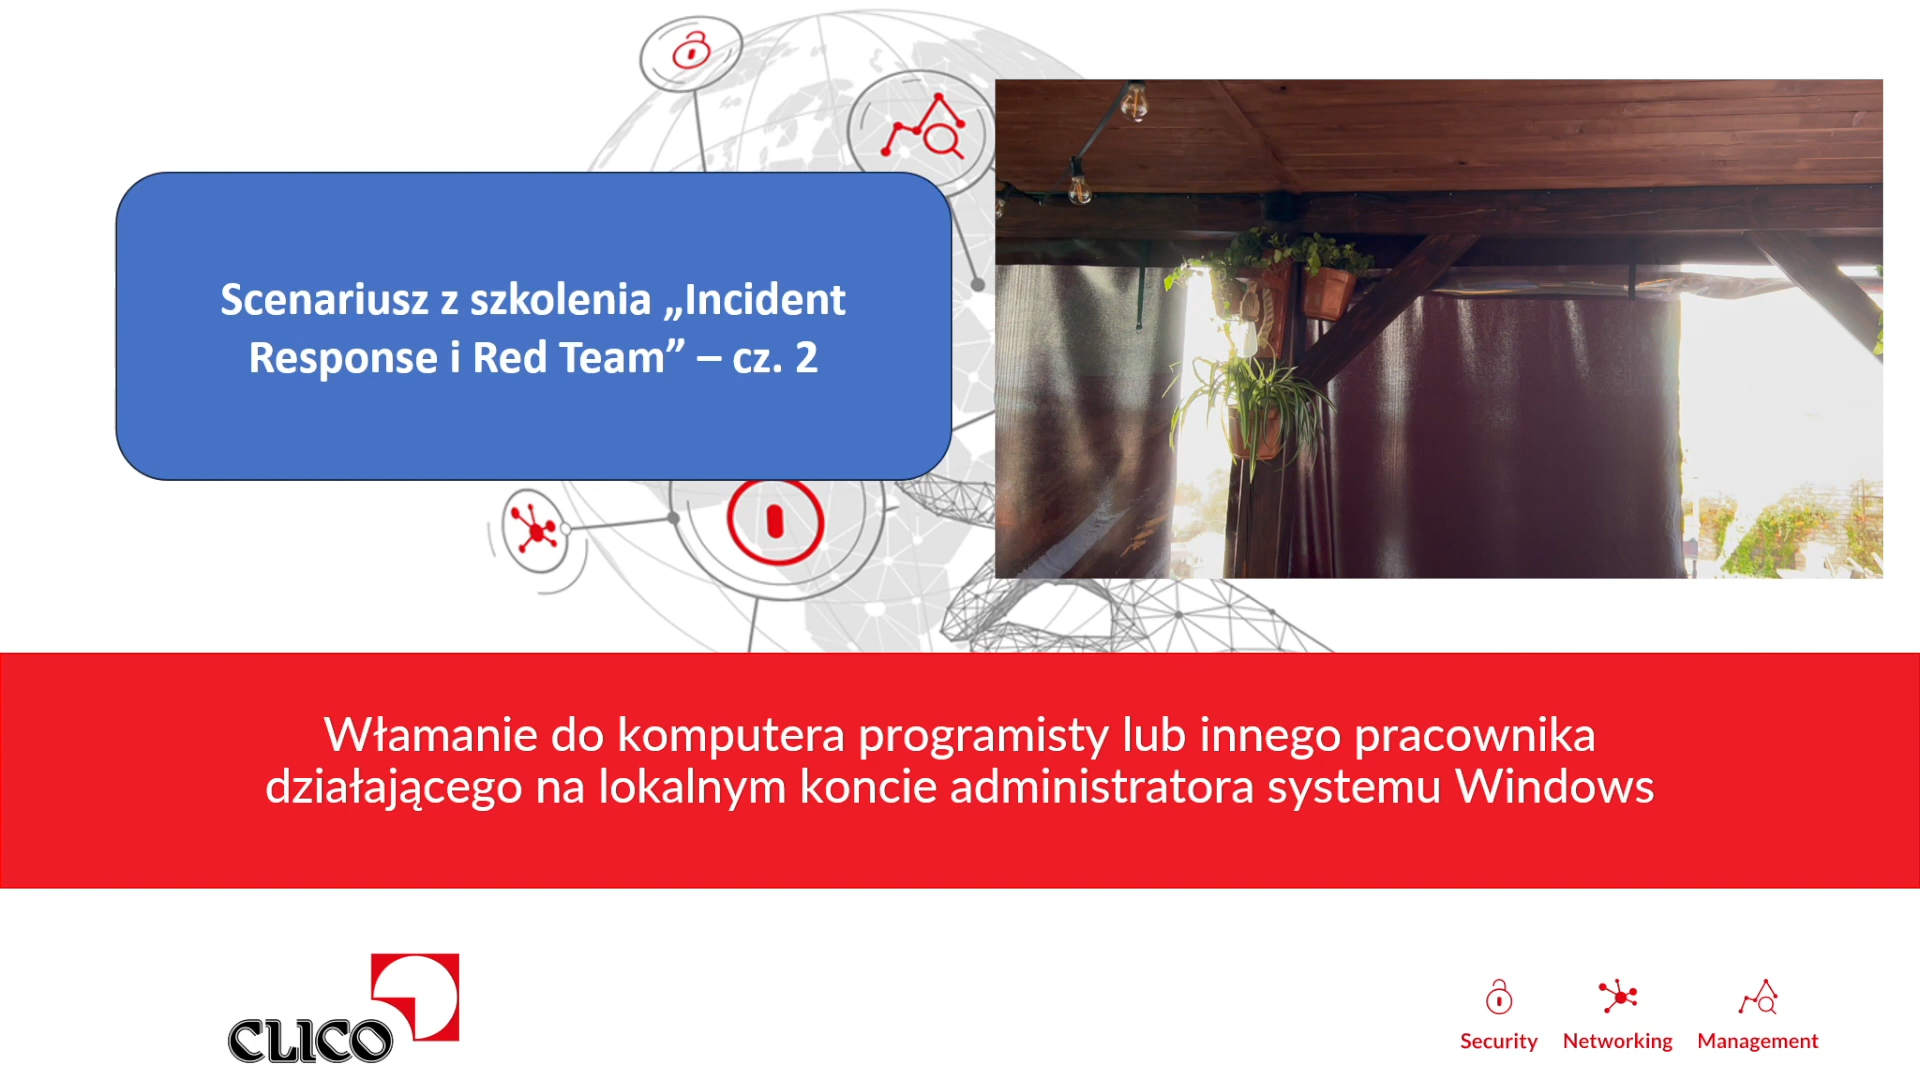 Scenariusz z szkolenia „Incident
Response i Red Team” – cz. 2
Włamanie do komputera programisty lub innego pracownika
działającego na lokalnym koncie administratora systemu Windows
CLICO
Security Networking Management